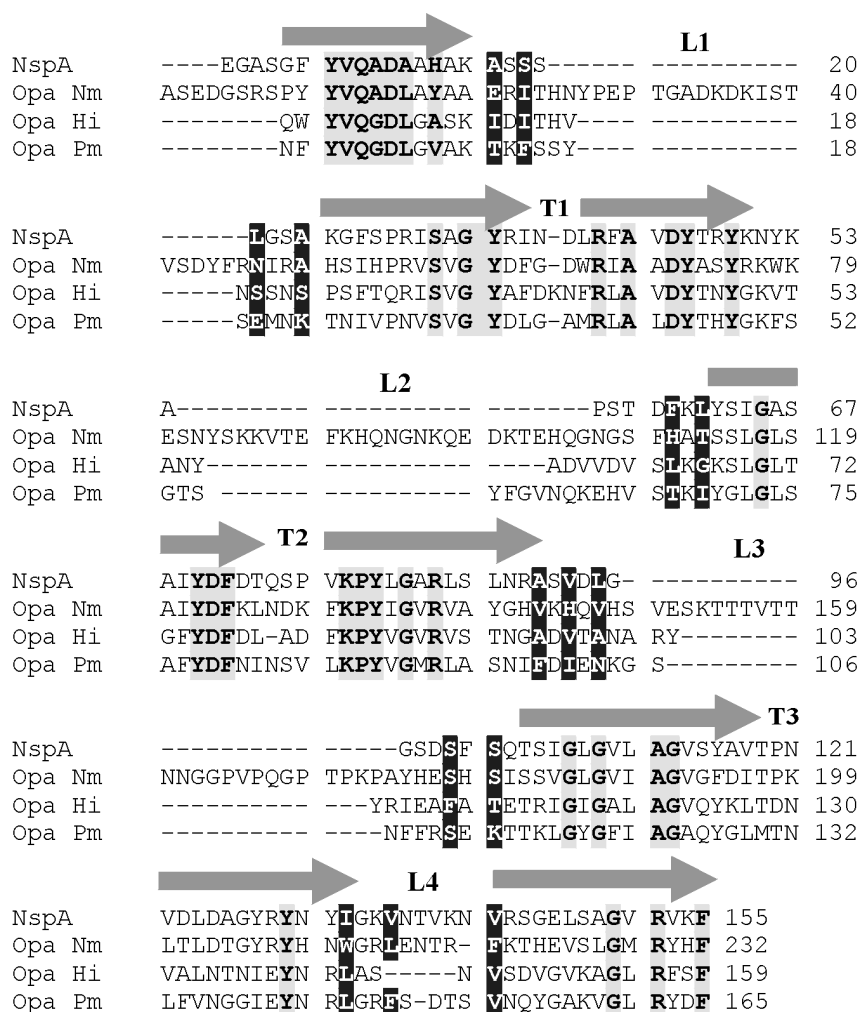 L1
NspA ----EGASGF YVQADAAHAK ASSS------ ---------- 20
Opa Nm ASEDGSRSPY YVQADLAYAA ERITHNYPEP TGADKDKIST 40
Opa Hi --------QW YVQGDLGASK IDITHV---- ---------- 18
Opa Pm --------NF YVQGDLGVAK TKFSSY---- ---------- 18
T1
NspA ------LGSA KGFSPRISAG YRIN-DLRFA VDYTRYKNYK 53
Opa Nm VSDYFRNIRA HSIHPRVSVG YDFG-DWRIA ADYASYRKWK 79
Opa Hi -----NSSNS PSFTQRISVG YAFDKNFRLA VDYTNYGKVT 53
Opa Pm -----SEMNK TNIVPNVSVG YDLG-AMRLA LDYTHYGKFS 52
L2
NspA A--------- ---------- -------PST DFKLYSIGAS 67
Opa Nm ESNYSKKVTE FKHQNGNKQE DKTEHQGNGS FHATSSLGLS 119
Opa Hi ANY------- ---------- ----ADVVDV SLKGKSLGLT 72
Opa Pm GTS ------- ---------- YFGVNQKEHV STKIYGLGLS 75
T2
L3
NspA AIYDFDTQSP VKPYLGARLS LNRASVDLG- ---------- 96
Opa Nm AIYDFKLNDK FKPYIGVRVA YGHVKHQVHS VESKTTTVTT 159
Opa Hi GFYDFDL-AD FKPYVGVRVS TNGADVTANA RY-------- 103
Opa Pm AFYDFNINSV LKPYVGMRLA SNIFDIENKG S--------- 106
T3
NspA ---------- ------GSDSF SQTSIGLGVL AGVSYAVTPN 121
Opa Nm NNGGPVPQGP TPKPAYHESHS SISSVGLGVI AGVGFDITPK 199
Opa Hi ---------- ----YRIEAFA TETRIGIGAL AGVQYKLTDN 130
Opa Pm ---------- -----NFFRSE KTTKLGYGFI AGAQYGLMTN 132
L4
NspA VDLDAGYRYN YIGKVNTVKN VRSGELSAGV RVKF 155
Opa Nm LTLDTGYRYH NWGRLENTR- FKTHEVSLGM RYHF 232
Opa Hi VALNTNIEYN RLAS-----N VSDVGVKAGL RFSF 159
Opa Pm LFVNGGIEYN RLGRFS-DTS VNQYGAKVGL RYDF 165